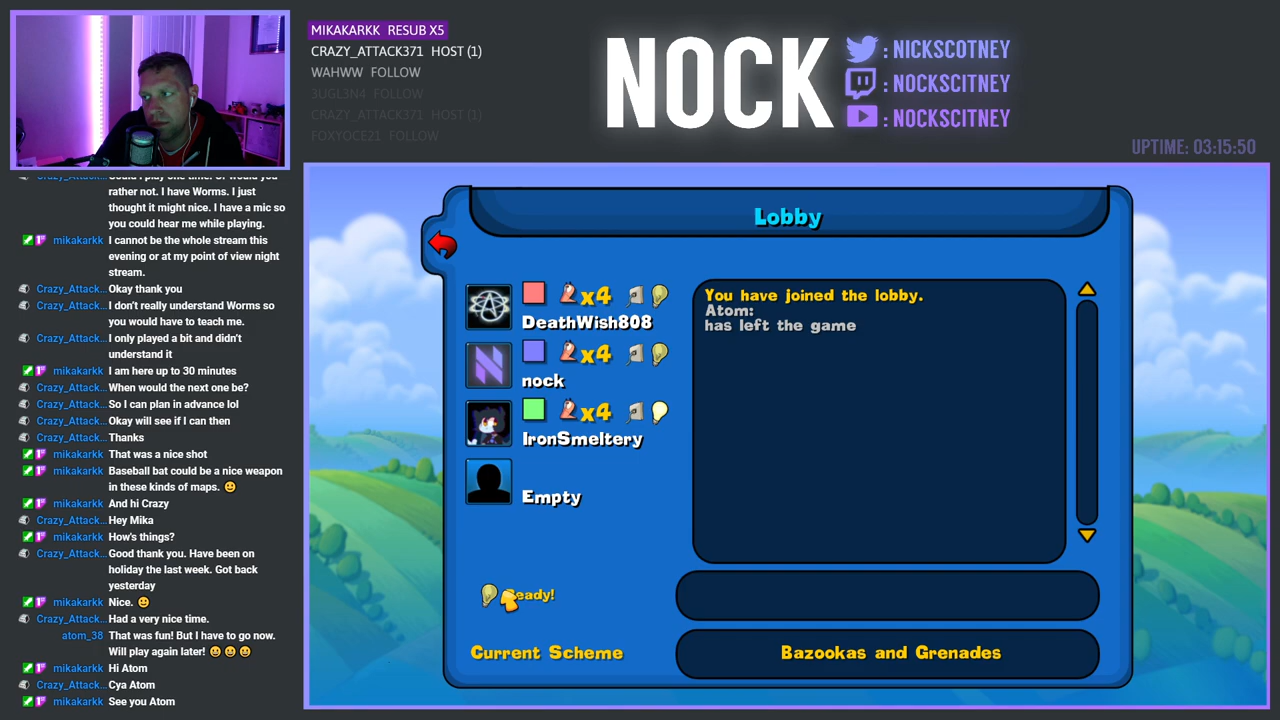 MIKAKARKK RESUB X5
CRAZY_ATTACK371 HOST (1)
WAHWW FOLLOW
3UGL3N4 FOLLOW
CRAZY_ATTACK371 HOST (1)
FOXYOCE21 FOLLOW
NOCK
: NICKSCOTNEY
: NOCKSCITNEY
: NOCKSCITNEY
UPTIME: 03:15:50
rather not. I have Worms. I just
thought it might nice. I have a mic so
you could hear me while playing.
mikakarkk I cannot be the whole stream this
evening or at my point of view night
stream.
Crazy_Attack... Okay thank you
Crazy_Attack... I don't really understand Worms so
you would have to teach me.
Crazy_Attack... I only played a bit and didn't
understand it
mikakarkk I am here up to 30 minutes
Crazy_Attack... When would the next one be?
Crazy_Attack... So I can plan in advance lol
Crazy_Attack... Okay will see if I can then
Crazy_Attack... Thanks
mikakarkk That was a nice shot
mikakarkk Baseball bat could be a nice weapon
in these kinds of maps.
mikakarkk And hi Crazy
Crazy_Attack... Hey Mika
mikakarkk How's things?
Crazy_Attack... Good thank you. Have been on
holiday the last week. Got back
yesterday
mikakarkk Nice.
Crazy_Attack... Had a very nice time.
atom_38 That was fun! But I have to go now.
Will play again later!
mikakarkk Hi Atom
Crazy_Attack... Cya Atom
mikakarkk See you Atom
Lobby
x4
DeathWish808
x4
nock
x4
IronSmeltery
Empty
You have joined the lobby.
Atom:
has left the game
Ready!
Current Scheme
Bazookas and Grenades